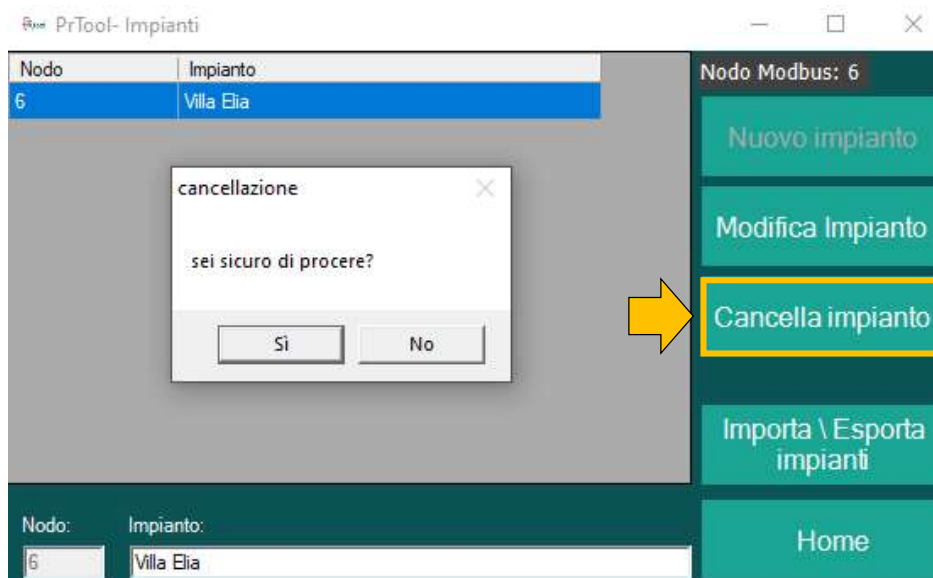 PrTool- Impianti
Nodo Impianto
6 Villa Elia
cancellazione
sei sicuro di procere?
Sì No
Nodo Modbus: 6
Nuovo impianto
Modifica Impianto
Cancella impianto
Importa \ Esporta
impianti
Home
Nodo: Impianto:
6 Villa Elia